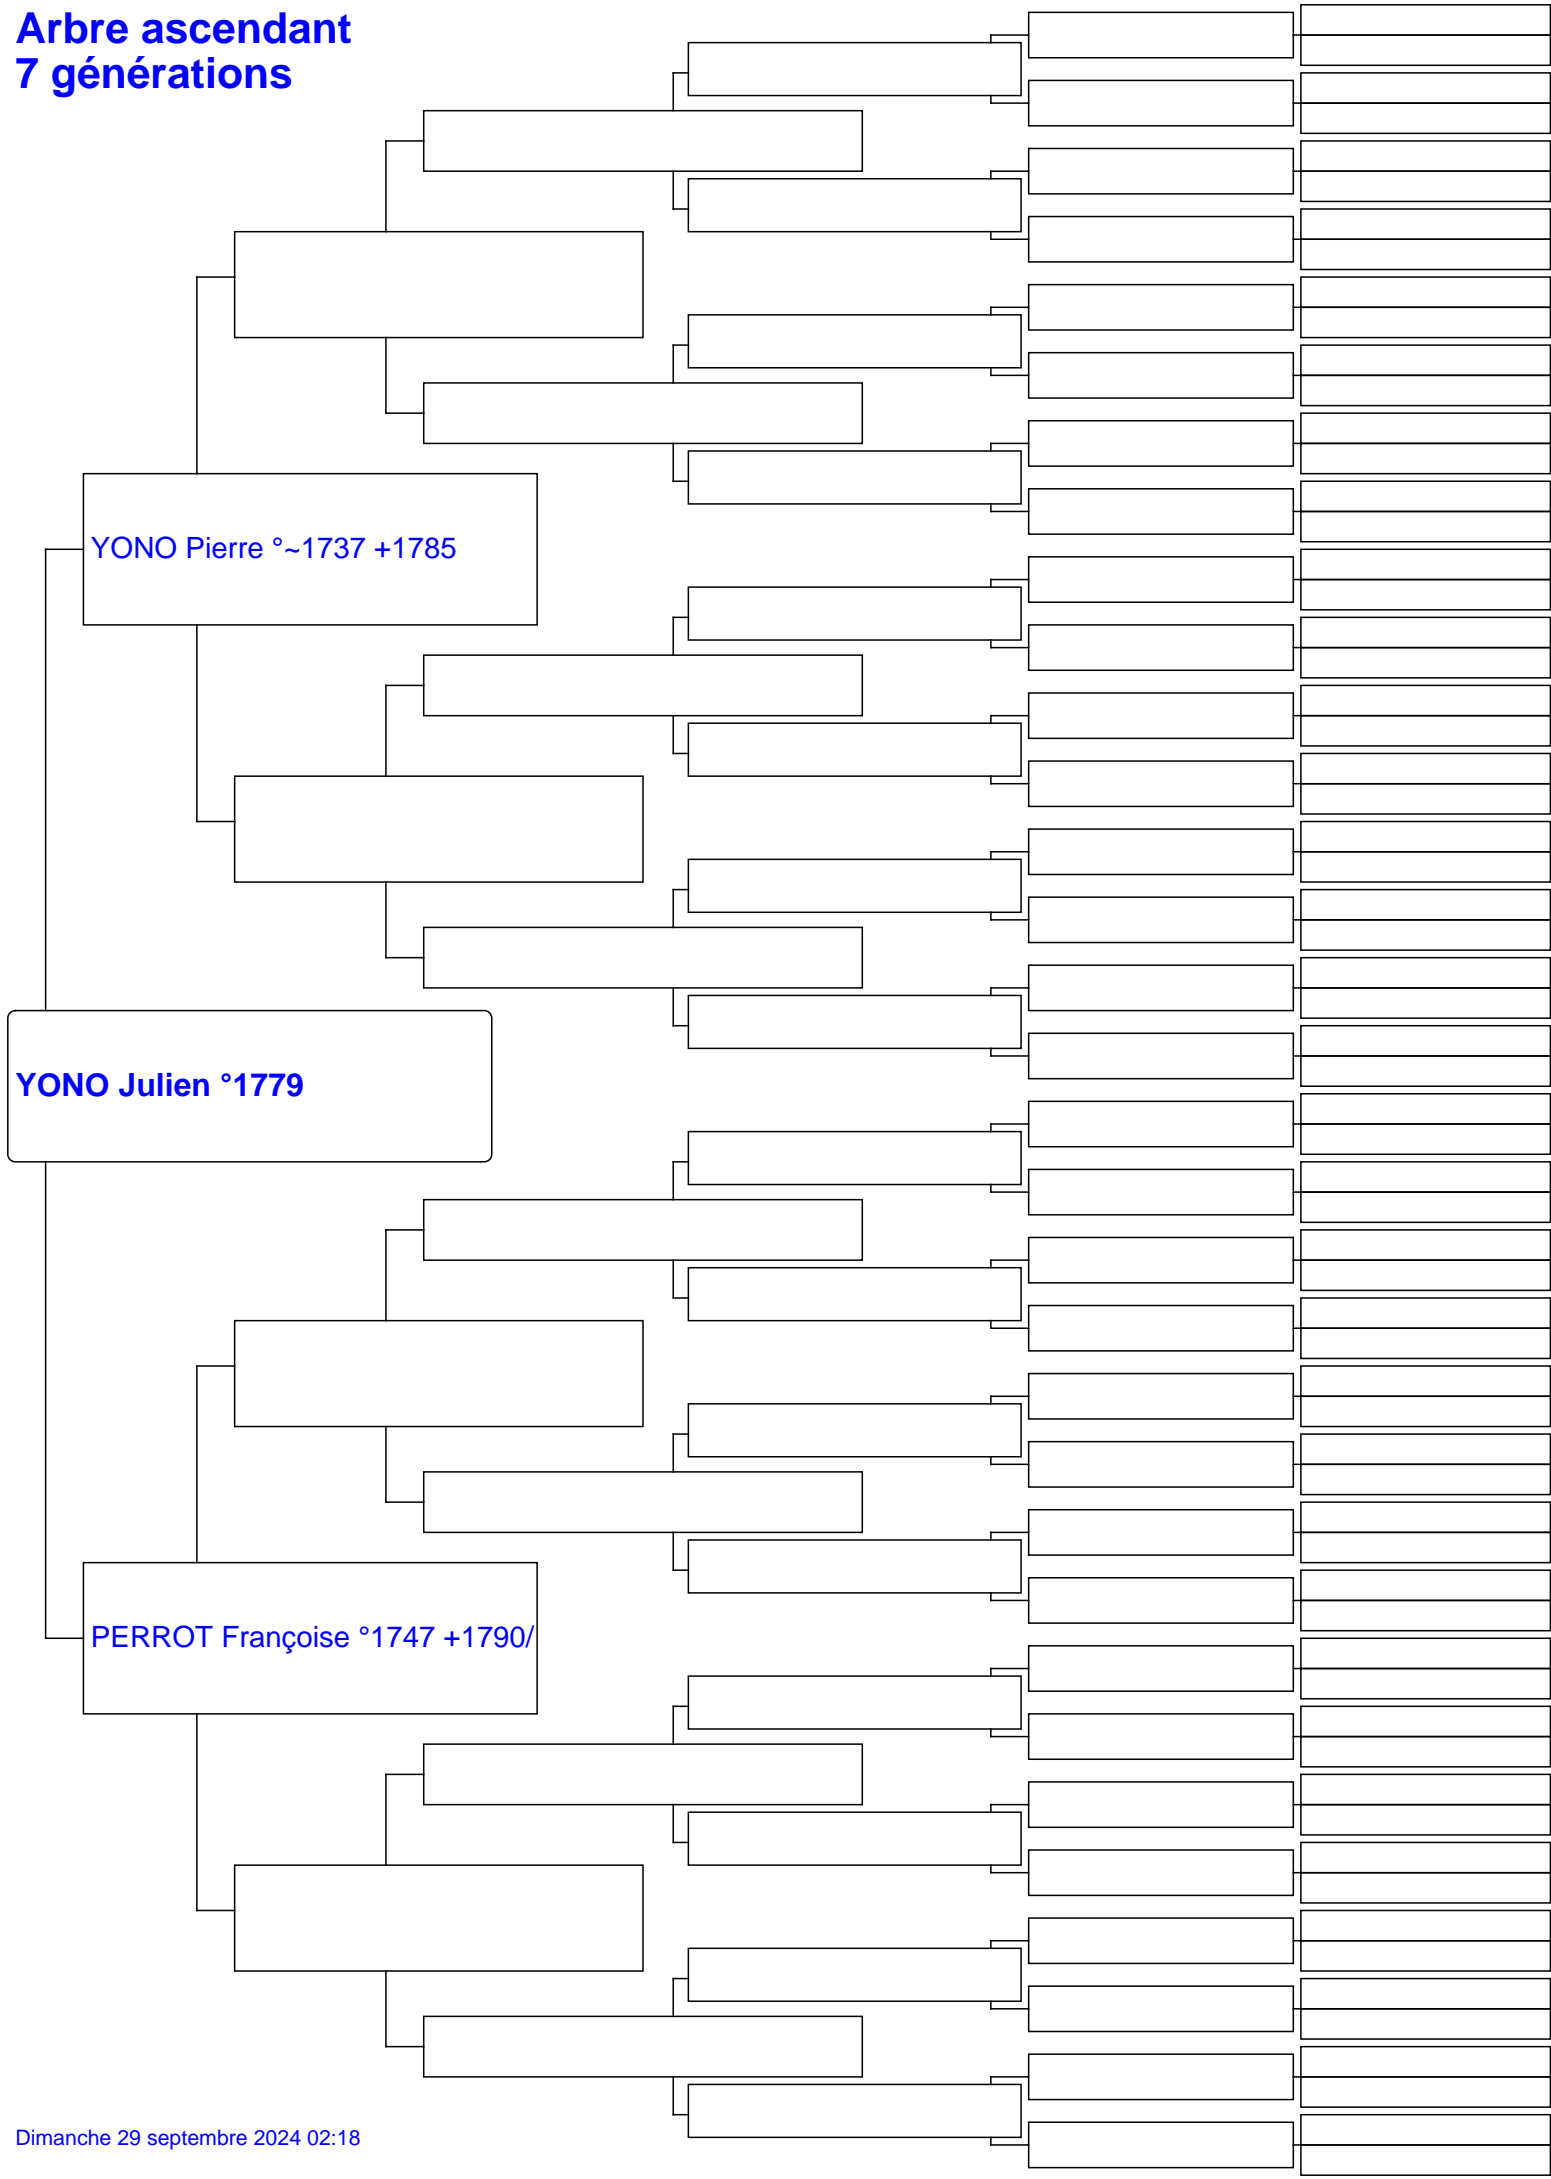 Arbre ascendant
7 générations
YONO Pierre °~1737 +1785
YONO Julien °1779
PERROT Françoise °1747 +1790/
Dimanche 29 septembre 2024 02:18